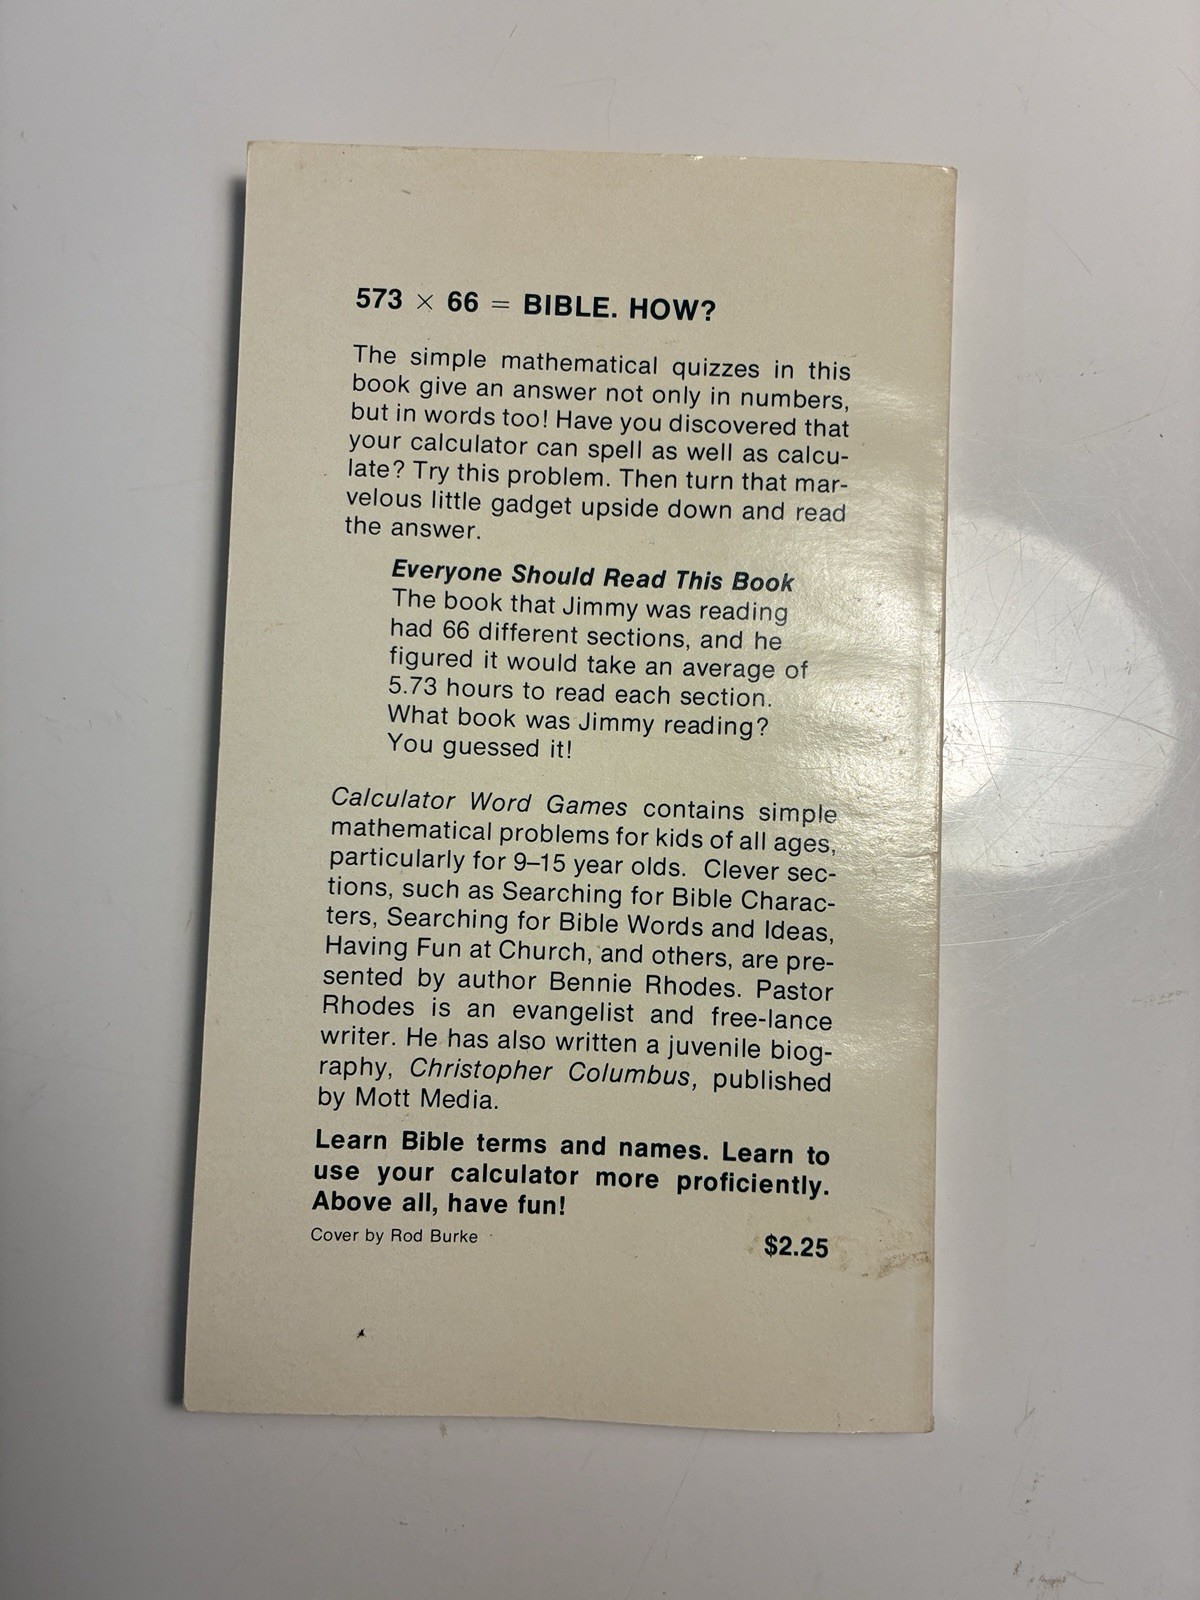 573 × 66 = BIBLE. HOW?
The simple mathematical quizzes in this
book give an answer not only in numbers,
but in words too! Have you discovered that
your calculator can spell as well as calcu-
late? Try this problem. Then turn that mar-
velous little gadget upside down and read
the answer.
Everyone Should Read This Book
The book that Jimmy was reading
had 66 different sections, and he
figured it would take an average of
5.73 hours to read each section.
What book was Jimmy reading?
You guessed it!
Calculator Word Games contains simple
mathematical problems for kids of all ages,
particularly for 9–15 year olds. Clever sec-
tions, such as Searching for Bible Charac-
ters, Searching for Bible Words and Ideas,
Having Fun at Church, and others, are pre-
sented by author Bennie Rhodes. Pastor
Rhodes is an evangelist and free-lance
writer. He has also written a juvenile biog-
raphy, Christopher Columbus, published
by Mott Media.
Learn Bible terms and names. Learn to
use your calculator more proficiently.
Above all, have fun!
Cover by Rod Burke
$2.25